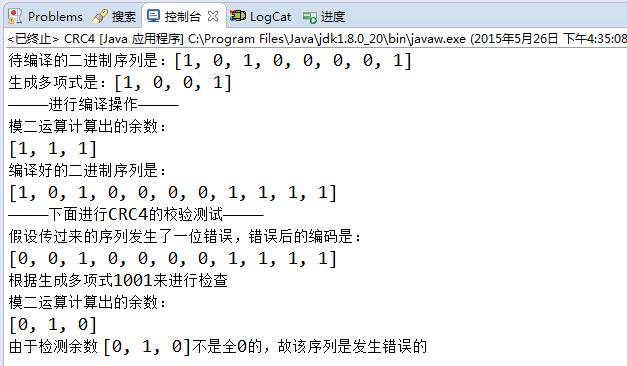 Problems 搜索 控制台 LogCat 进度
<已终止> CRC4 [Java 应用程序] C:\Program Files\Java\jdk1.8.0_20\bin\javaw.exe (2015年5月26日 下午4:35:08
待编译的二进制序列是：[1, 0, 1, 0, 0, 0, 0, 1]
生成多项式是：[1, 0, 0, 1]
—————进行编译操作—————
模二运算计算出的余数：
[1, 1, 1]
编译好的二进制序列是：
[1, 0, 1, 0, 0, 0, 0, 1, 1, 1, 1]
—————下面进行CRC4的校验测试—————
假设传过来的序列发生了一位错误，错误后的编码是：
[0, 0, 1, 0, 0, 0, 0, 1, 1, 1, 1]
根据生成多项式1001来进行检查
模二运算计算出的余数：
[0, 1, 0]
由于检测余数 [0, 1, 0]不是全0的，故该序列是发生错误的